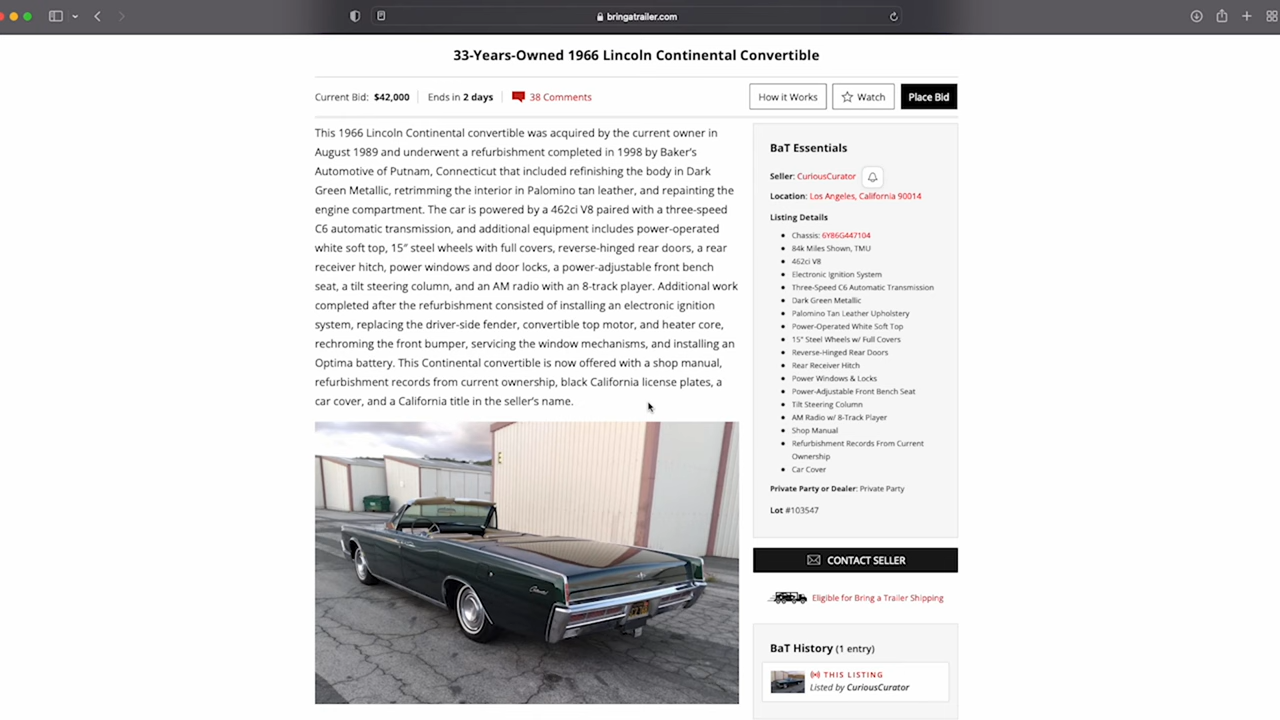 bringatrailer.com
33-Years-Owned 1966 Lincoln Continental Convertible
Current Bid: $42,000 Ends in 2 days 38 Comments How it Works Watch Place Bid
This 1966 Lincoln Continental convertible was acquired by the current owner in
August 1989 and underwent a refurbishment completed in 1998 by Baker's
Automotive of Putnam, Connecticut that included refinishing the body in Dark
Green Metallic, retrimming the interior in Palomino tan leather, and repainting the
engine compartment. The car is powered by a 462ci V8 paired with a three-speed
C6 automatic transmission, and additional equipment includes power-operated
white soft top, 15″ steel wheels with full covers, reverse-hinged rear doors, a rear
receiver hitch, power windows and door locks, a power-adjustable front bench
seat, a tilt steering column, and an AM radio with an 8-track player. Additional work
completed after the refurbishment consisted of installing an electronic ignition
system, replacing the driver-side fender, convertible top motor, and heater core,
rechroming the front bumper, servicing the window mechanisms, and installing an
Optima battery. This Continental convertible is now offered with a shop manual,
refurbishment records from current ownership, black California license plates, a
car cover, and a California title in the seller's name.
BaT Essentials
Seller: CuriousCurator
Location: Los Angeles, California 90014
Listing Details
Chassis: 6Y86G447104
84k Miles Shown, TMU
462ci V8
Electronic Ignition System
Three-Speed C6 Automatic Transmission
Dark Green Metallic
Palomino Tan Leather Upholstery
Power-Operated White Soft Top
15″ Steel Wheels W/ Full Covers
Reverse-Hinged Rear Doors
Rear Receiver Hitch
Power Windows & Locks
Power-Adjustable Front Bench Seat
Tilt Steering Column
AM Radio W/ 8-Track Player
Shop Manual
Refurbishment Records From Current
Ownership
Car Cover
Private Party or Dealer: Private Party
Lot #103547
CONTACT SELLER
Eligible for Bring a Trailer Shipping
BaT History (1 entry)
THIS LISTING
Listed by CuriousCurator